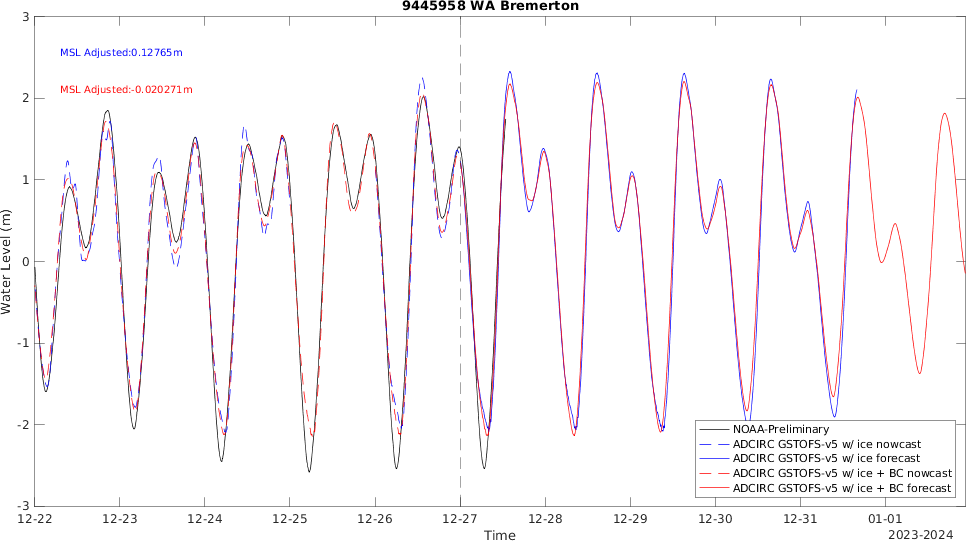 9445958 WA Bremerton
MSL Adjusted:0.12765m
MSL Adjusted:-0.020271m
Water Level (m)
3
2
1
0
-1
-2
-3
NOAA-Preliminary
ADCIRC GSTOFS-v5 w/ ice nowcast
ADCIRC GSTOFS-v5 w/ ice forecast
ADCIRC GSTOFS-v5 w/ ice + BC nowcast
ADCIRC GSTOFS-v5 w/ ice + BC forecast
12-22 12-23 12-24 12-25 12-26 12-27 12-28 12-29 12-30 12-31 01-01
Time
2023-2024